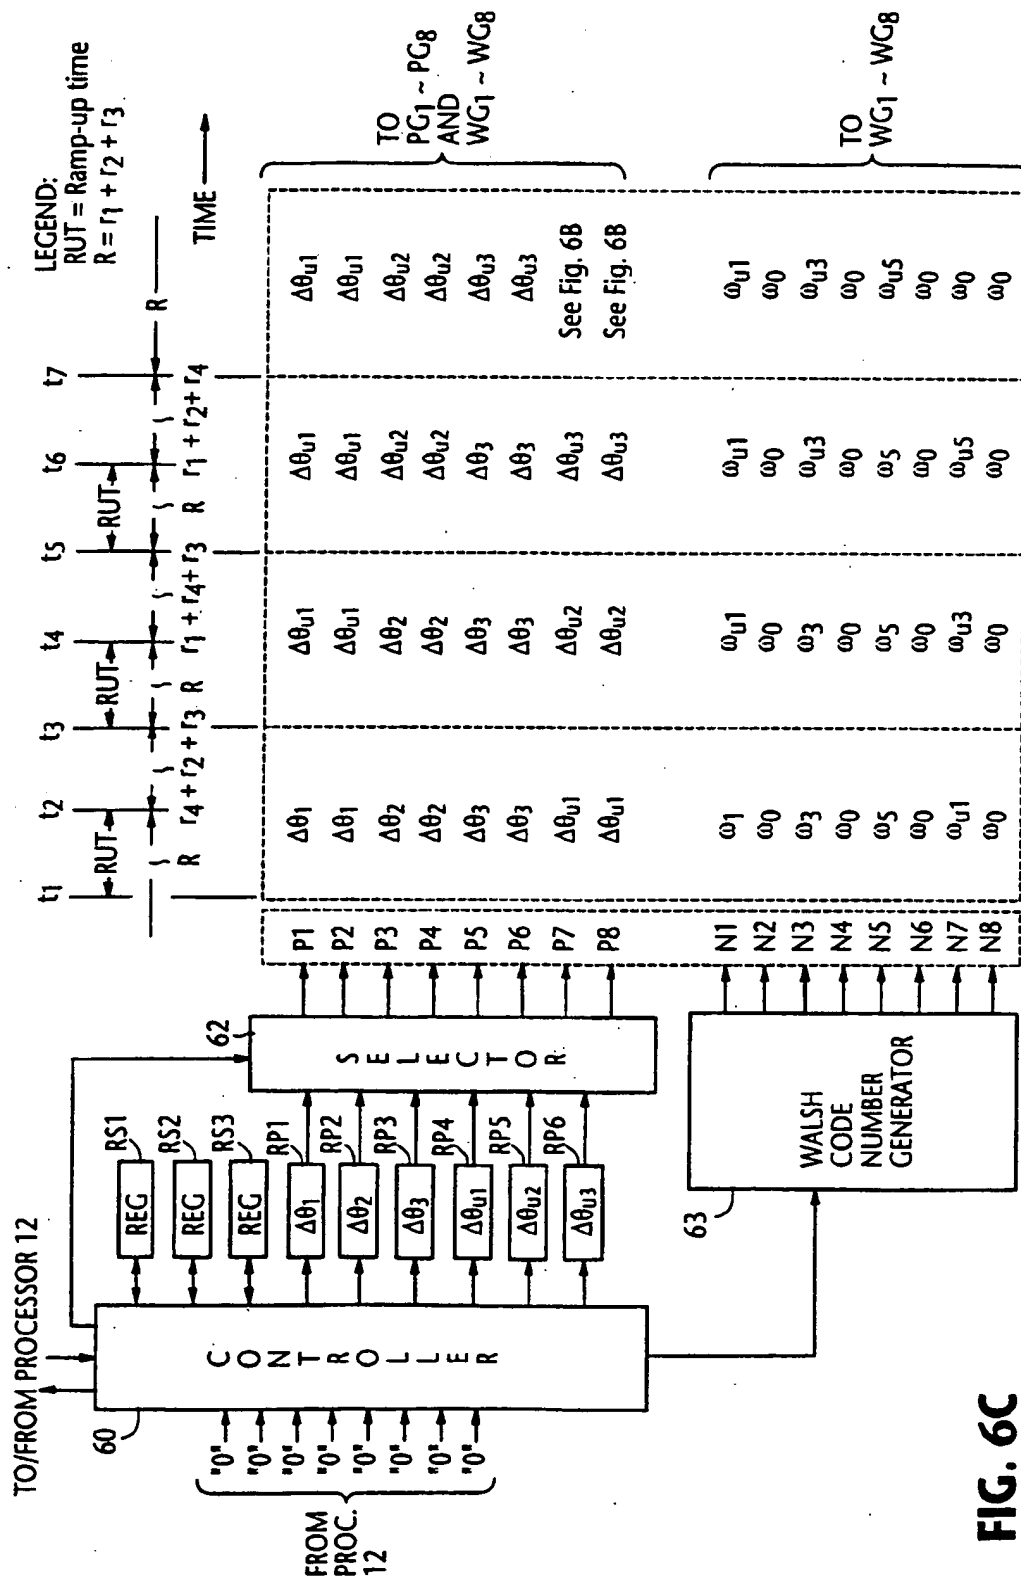 LEGEND:
RUT = Ramp-up time
R = r1 + r2 + r3
TIME
t1 t2 t3 t4 t5 t6 t7
RUT RUT RUT
R r4 + r2 + r3 R r1 + r4 + r3 R r1 + r2 + r4 R
TO/FROM PROCESSOR 12
60
CONTROLLER
FROM
PROC.
12
"0"
"0"
"0"
"0"
"0"
"0"
"0"
"0"
REG RS1
REG RS2
REG RS3
Δθ1 RP1
Δθ2 RP2
Δθ3 RP3
Δθu1 RP4
Δθu2 RP5
Δθu3 RP6
62
SELECTOR
63
WALSH
CODE
NUMBER
GENERATOR
P1 Δθ1 Δθu1 Δθu1 Δθu1
P2 Δθ1 Δθu1 Δθu1 Δθu1
P3 Δθ2 Δθ2 Δθu2 Δθu2
P4 Δθ2 Δθ2 Δθu2 Δθu2
P5 Δθ3 Δθ3 Δθ3 Δθu3
P6 Δθ3 Δθ3 Δθ3 Δθu3
P7 Δθu1 Δθu2 Δθu3 See Fig. 6B
P8 Δθu1 Δθu2 Δθu3 See Fig. 6B
TO
PG1 ~ PG8
AND
WG1 ~ WG8
N1 ω1 ωu1 ωu1 ωu1
N2 ω0 ω0 ω0 ω0
N3 ω3 ω3 ωu3 ωu3
N4 ω0 ω0 ω0 ω0
N5 ω5 ω5 ω5 ωu5
N6 ω0 ω0 ω0 ω0
N7 ωu1 ωu3 ωu5 ω0
N8 ω0 ω0 ω0 ω0
TO
WG1 ~ WG8
FIG. 6C